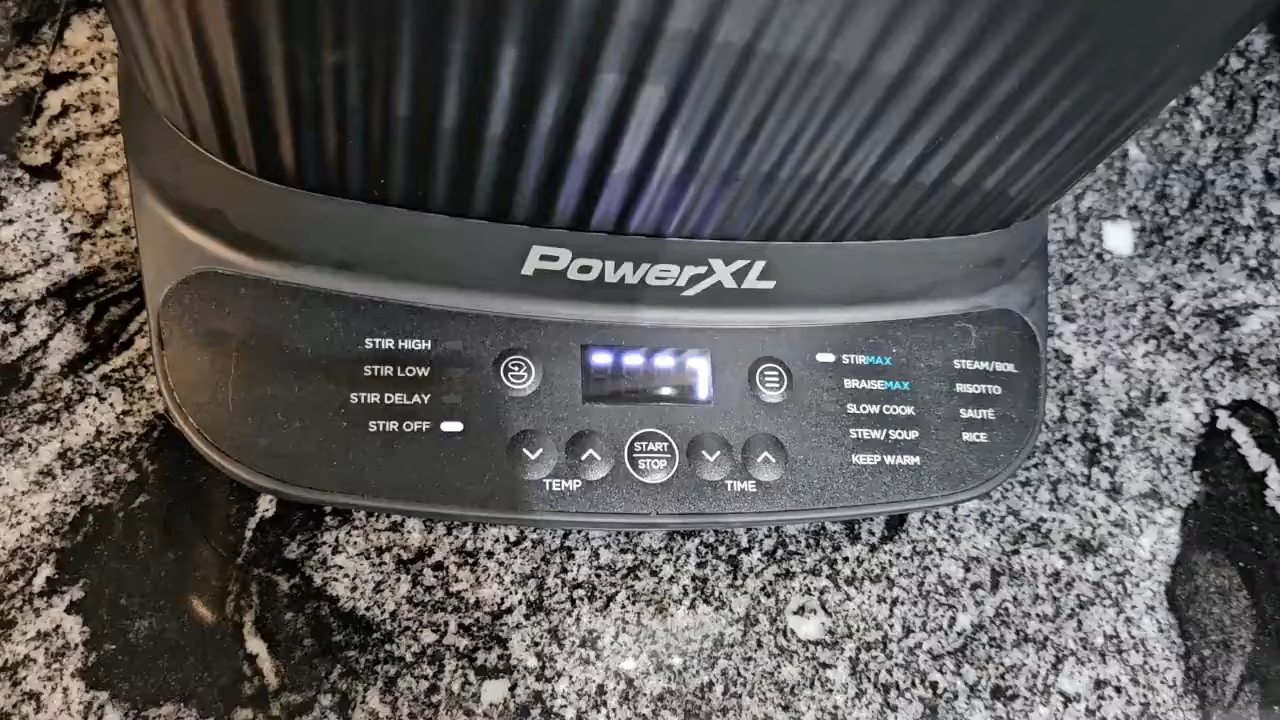 PowerXL
STIR HIGH
STIR LOW
STIR DELAY
STIR OFF
START
STOP
TEMP
TIME
STIRMAX
BRAISEMAX
SLOW COOK
STEW/ SOUP
KEEP WARM
STEAM/BOIL
RISOTTO
SAUTÉ
RICE